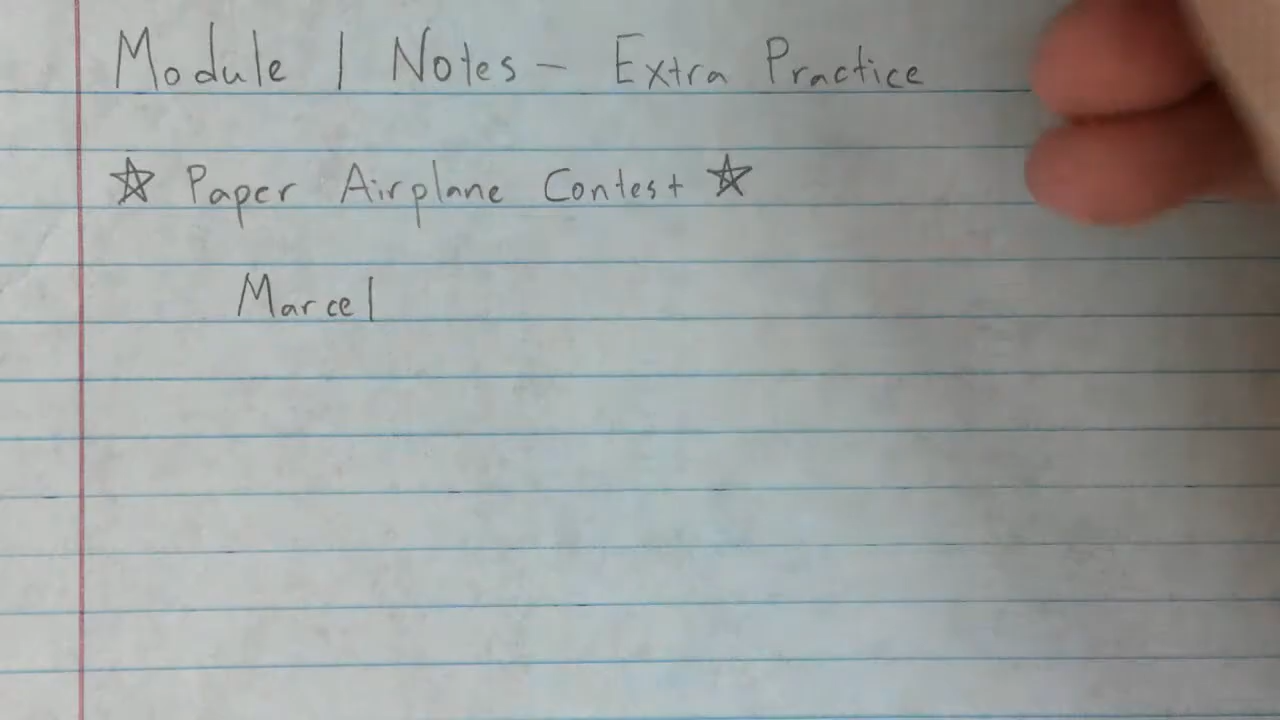 Module 1 Notes - Extra Practice
☆ Paper Airplane Contest ☆
Marcel